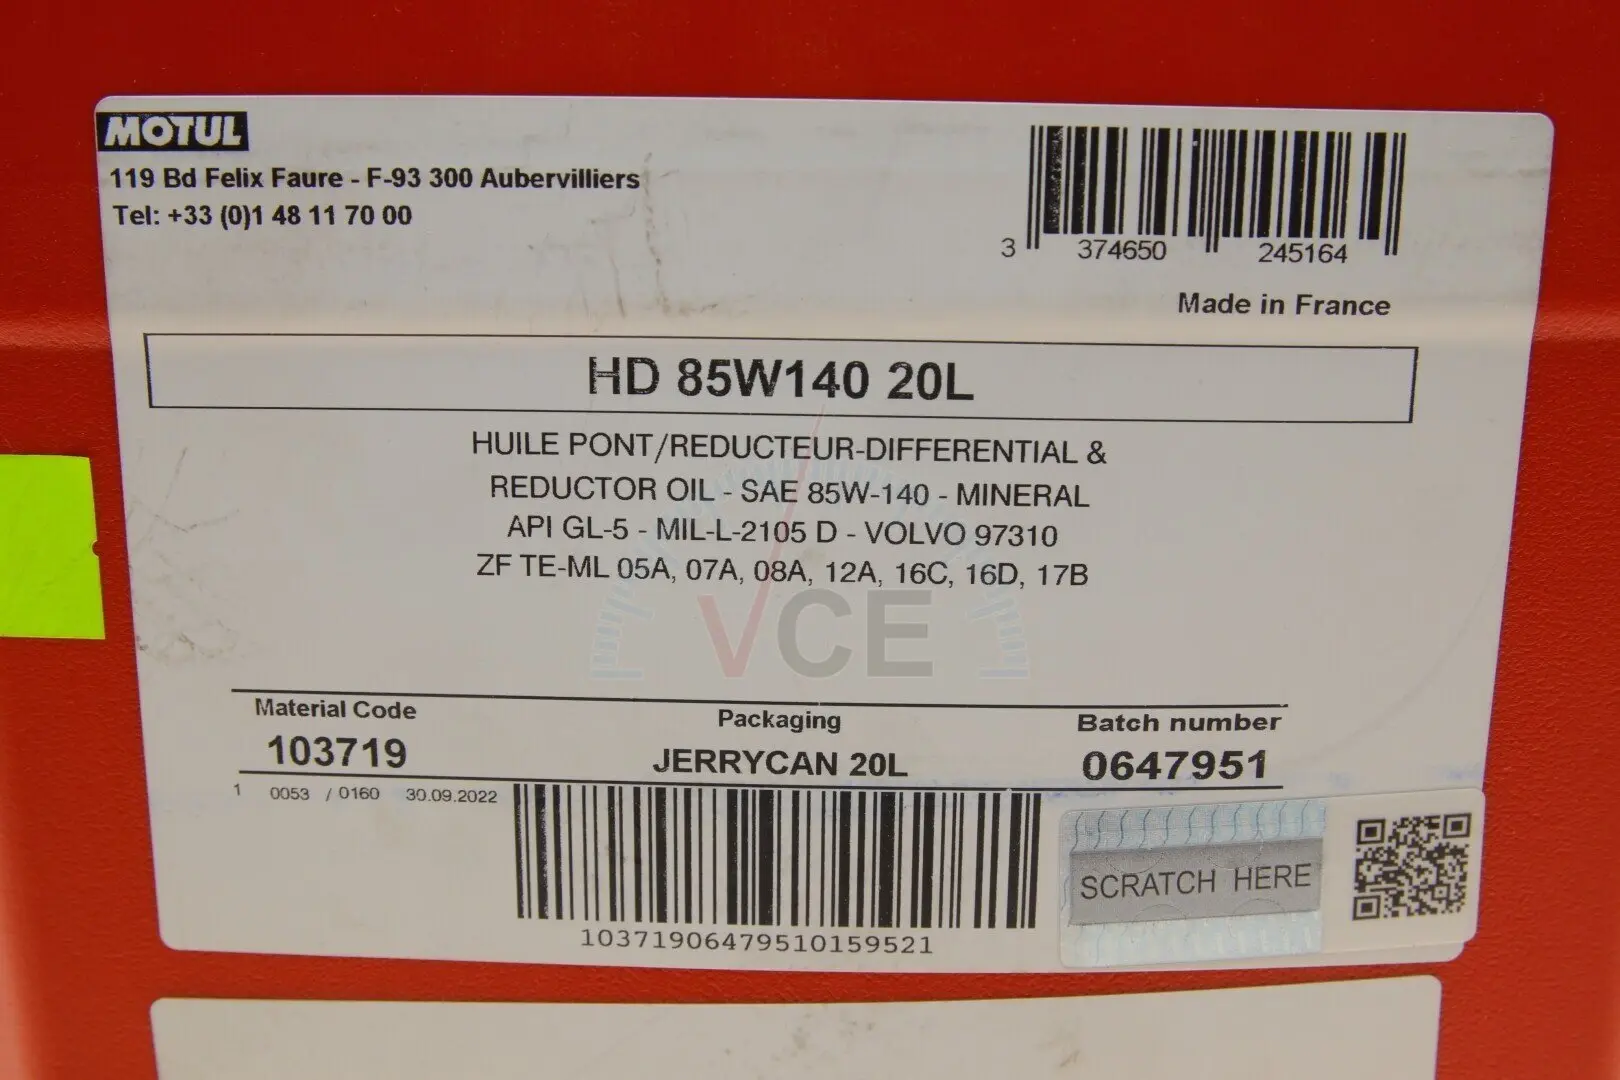 MOTUL
119 Bd Felix Faure - F-93 300 Aubervilliers
Tel: +33 (0)1 48 11 70 00
3 374650 245164
Made in France
HD 85W140 20L
HUILE PONT/REDUCTEUR-DIFFERENTIAL &
REDUCTOR OIL - SAE 85W-140 - MINERAL
API GL-5 - MIL-L-2105 D - VOLVO 97310
ZF TE-ML 05A, 07A, 08A, 12A, 16C, 16D, 17B
VCE
Material Code Packaging Batch number
103719 JERRYCAN 20L 0647951
1 0053 / 0160 30.09.2022
10371906479510159521
SCRATCH HERE